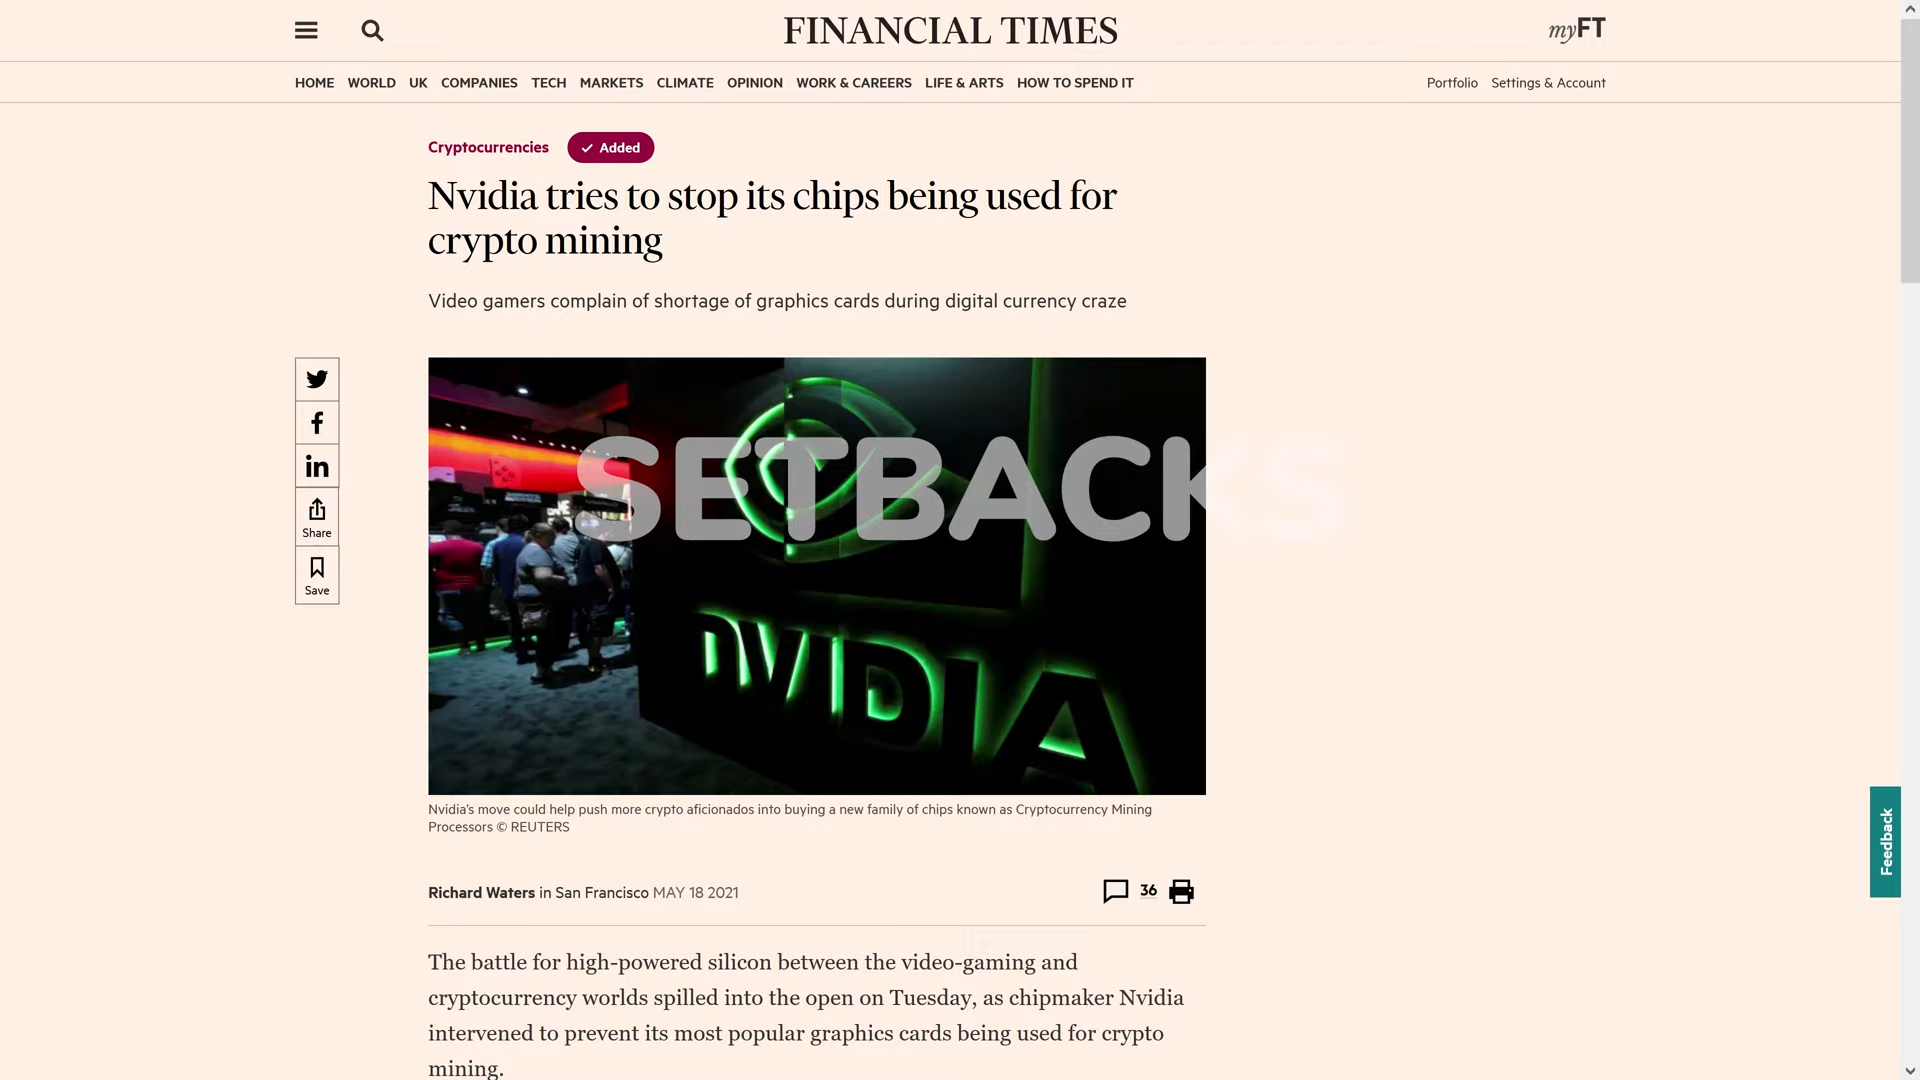 FINANCIAL TIMES
myFT
HOME WORLD UK COMPANIES TECH MARKETS CLIMATE OPINION WORK & CAREERS LIFE & ARTS HOW TO SPEND IT
Portfolio Settings & Account
Cryptocurrencies
Added
Nvidia tries to stop its chips being used for
crypto mining
Video gamers complain of shortage of graphics cards during digital currency craze
Share
Save
SETBACKS
NVIDIA
Nvidia's move could help push more crypto aficionados into buying a new family of chips known as Cryptocurrency Mining
Processors © REUTERS
Richard Waters in San Francisco MAY 18 2021
36
Feedback
The battle for high-powered silicon between the video-gaming and
cryptocurrency worlds spilled into the open on Tuesday, as chipmaker Nvidia
intervened to prevent its most popular graphics cards being used for crypto
mining.